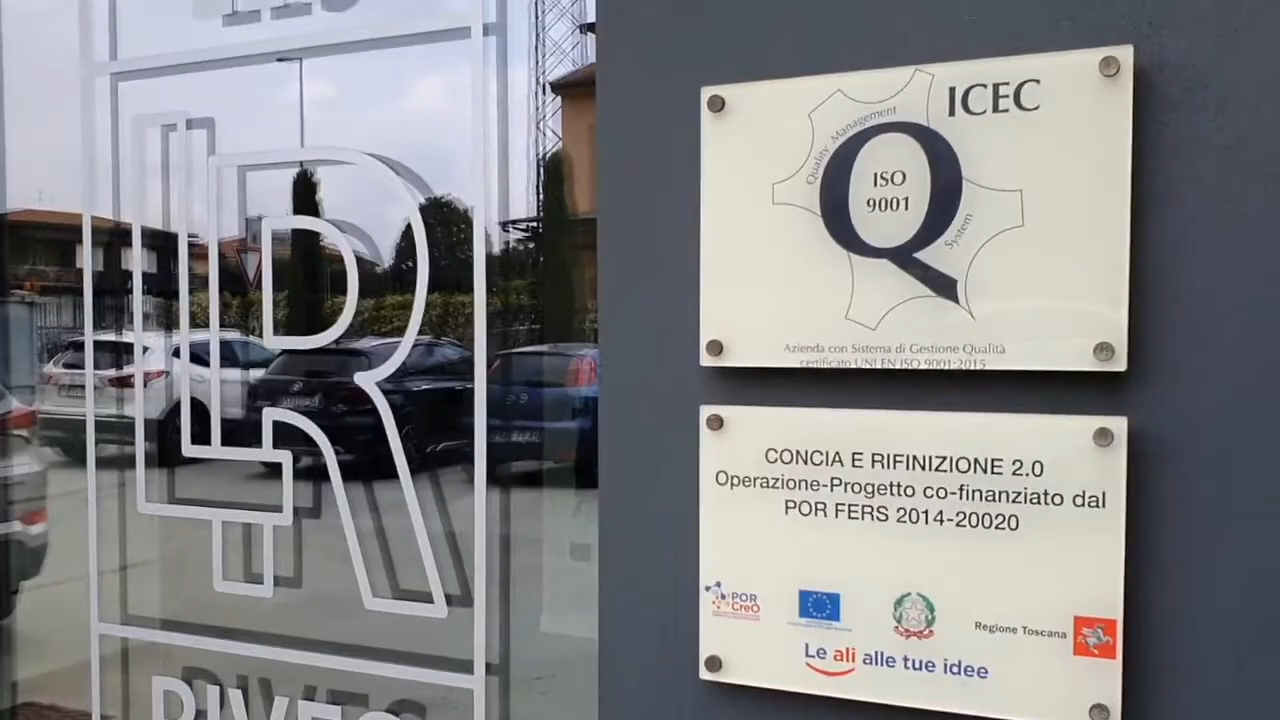 LR
ICEC
Quality Management
System
ISO
9001
Azienda con Sistema di Gestione Qualità
certificato UNI EN ISO 9001:2015
CONCIA E RIFINIZIONE 2.0
Operazione-Progetto co-finanziato dal
POR FERS 2014-20020
POR
CreO
Regione Toscana
Le ali alle tue idee